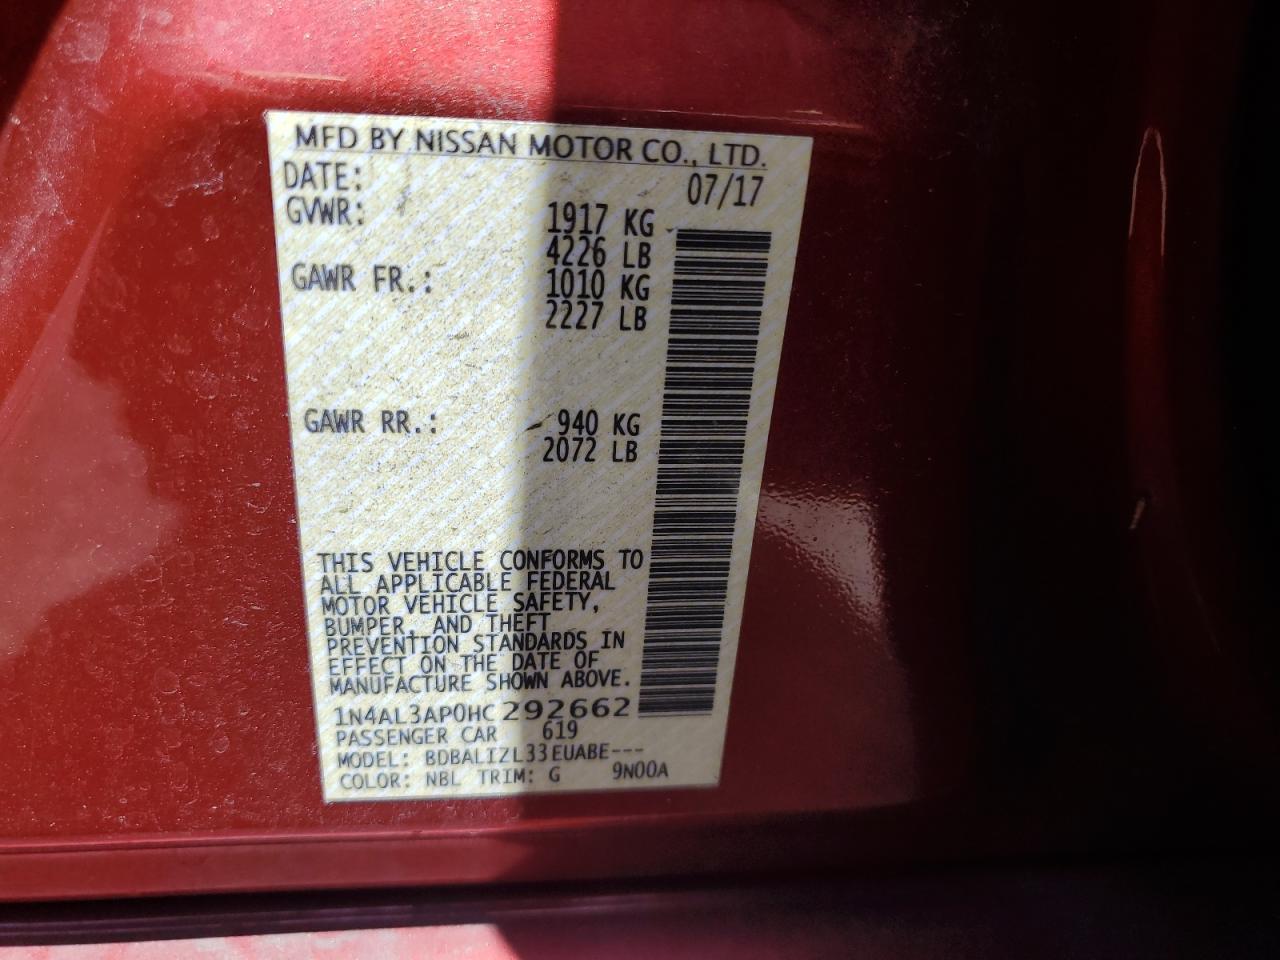 MFD BY NISSAN MOTOR CO., LTD.
DATE: 07/17
GVWR: 1917 KG
4226 LB
GAWR FR.: 1010 KG
2227 LB
GAWR RR.: 940 KG
2072 LB
THIS VEHICLE CONFORMS TO
ALL APPLICABLE FEDERAL
MOTOR VEHICLE SAFETY,
BUMPER, AND THEFT
PREVENTION STANDARDS IN
EFFECT ON THE DATE OF
MANUFACTURE SHOWN ABOVE.
1N4AL3AP0HC292662
PASSENGER CAR 619
MODEL: BDBALIZL33EUABE---
COLOR: NBL TRIM: G 9N00A